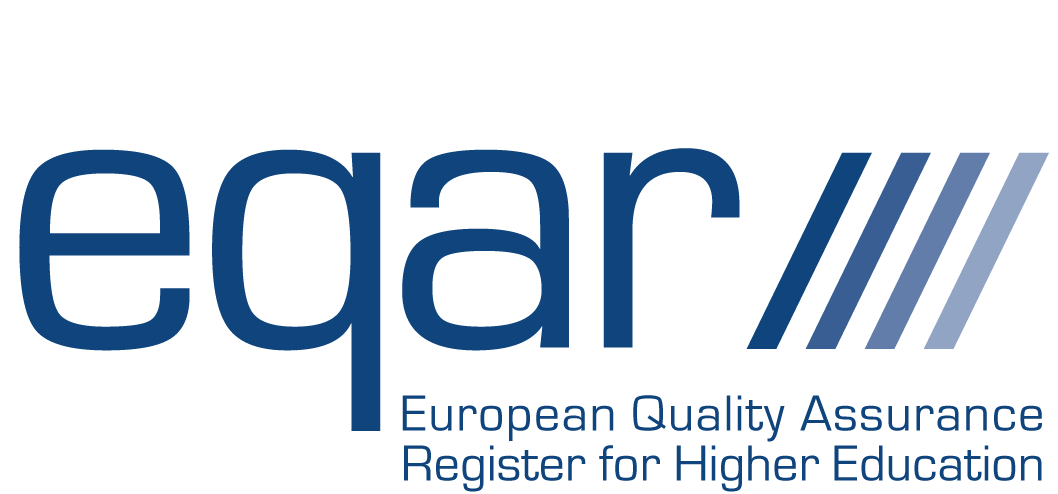 eqar
European Quality Assurance
Register for Higher Education